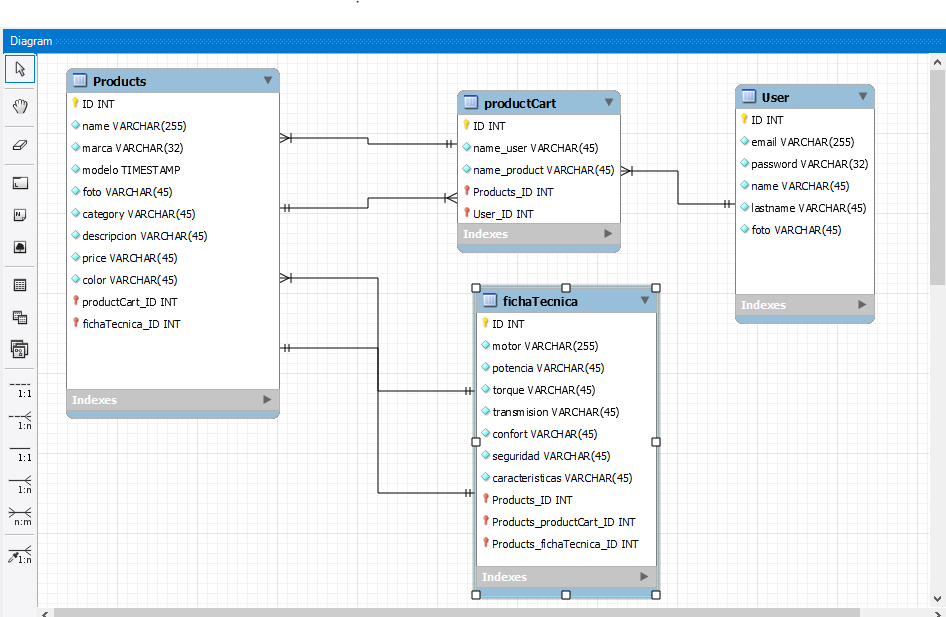 Diagram
Products
ID INT
name VARCHAR(255)
marca VARCHAR(32)
modelo TIMESTAMP
foto VARCHAR(45)
category VARCHAR(45)
descripcion VARCHAR(45)
price VARCHAR(45)
color VARCHAR(45)
productCart_ID INT
fichaTecnica_ID INT
Indexes
productCart
ID INT
name_user VARCHAR(45)
name_product VARCHAR(45)
Products_ID INT
User_ID INT
Indexes
User
ID INT
email VARCHAR(255)
password VARCHAR(32)
name VARCHAR(45)
lastname VARCHAR(45)
foto VARCHAR(45)
Indexes
fichaTecnica
ID INT
motor VARCHAR(255)
potencia VARCHAR(45)
torque VARCHAR(45)
transmision VARCHAR(45)
confort VARCHAR(45)
seguridad VARCHAR(45)
caracteristicas VARCHAR(45)
Products_ID INT
Products_productCart_ID INT
Products_fichaTecnica_ID INT
Indexes
1:1
1:n
1:1
1:n
n:m
1:n